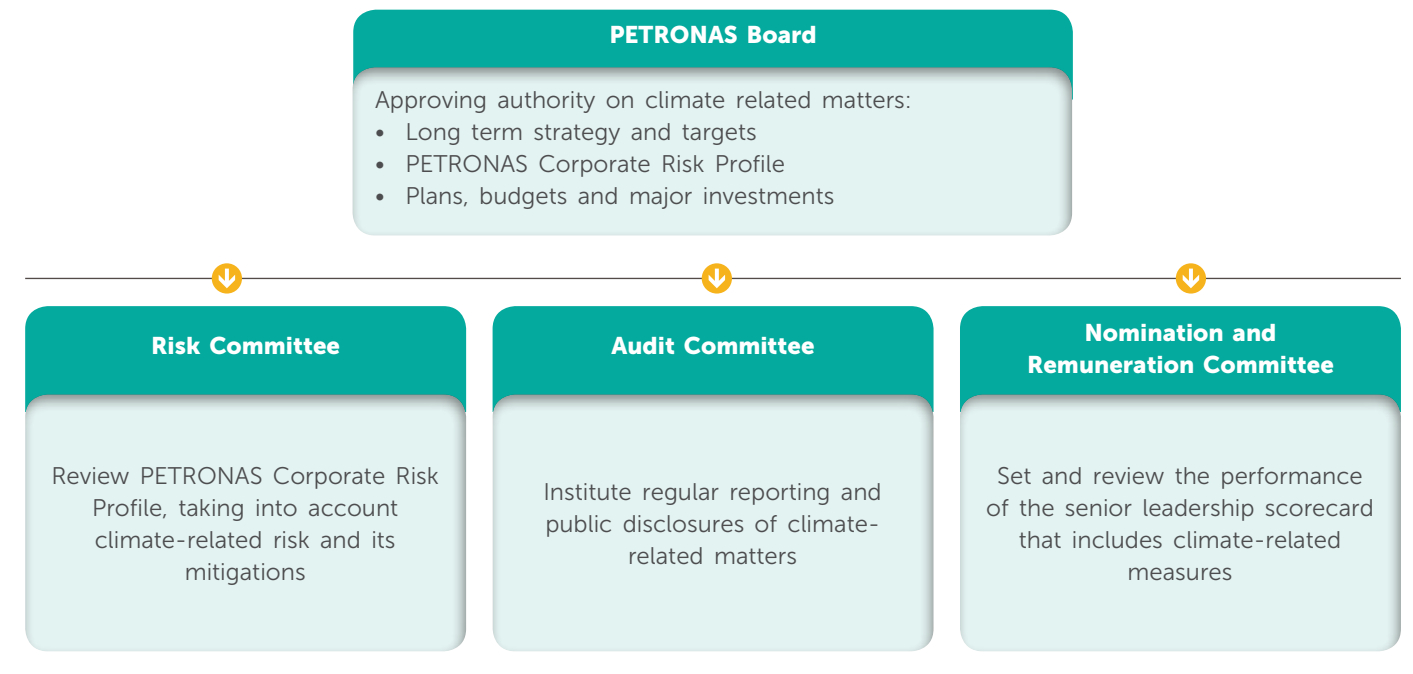 PETRONAS Board
Approving authority on climate related matters:
• Long term strategy and targets
• PETRONAS Corporate Risk Profile
• Plans, budgets and major investments
Risk Committee
Review PETRONAS Corporate Risk
Profile, taking into account
climate-related risk and its
mitigations
Audit Committee
Institute regular reporting and
public disclosures of climate-
related matters
Nomination and
Remuneration Committee
Set and review the performance
of the senior leadership scorecard
that includes climate-related
measures